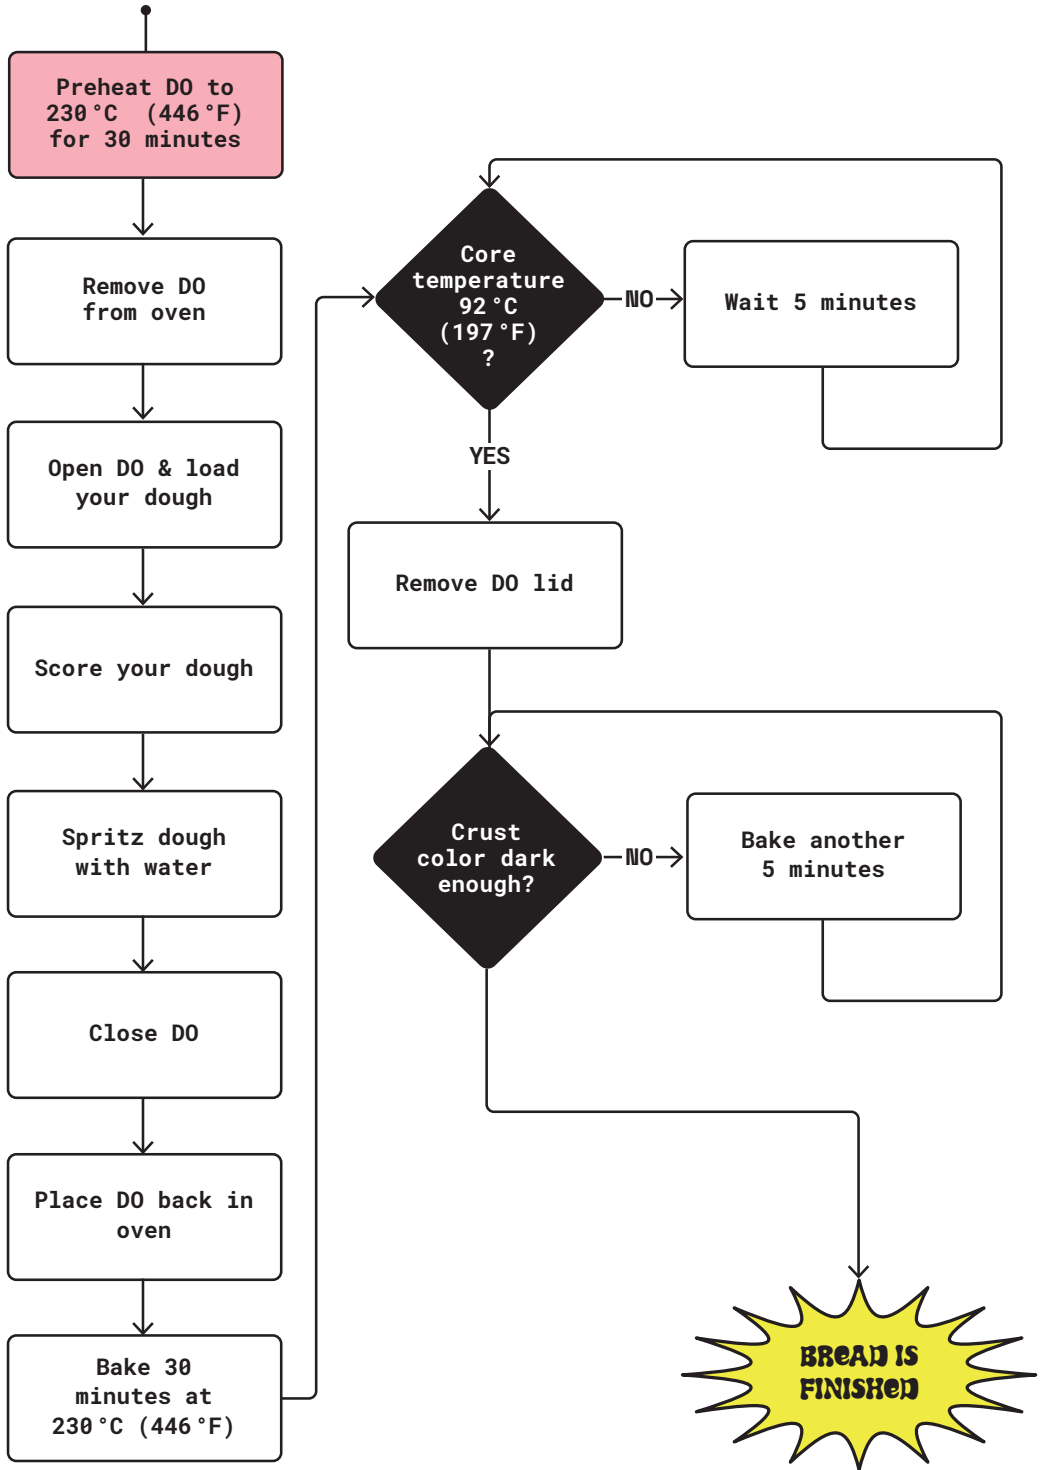 Preheat DO to
230°C (446°F)
for 30 minutes
Remove DO
from oven
Open DO & load
your dough
Score your dough
Spritz dough
with water
Close DO
Place DO back in
oven
Bake 30
minutes at
230°C (446°F)
Core
temperature
92°C
(197°F)
?
NO
Wait 5 minutes
YES
Remove DO lid
Crust
color dark
enough?
NO
Bake another
5 minutes
BREAD IS
FINISHED